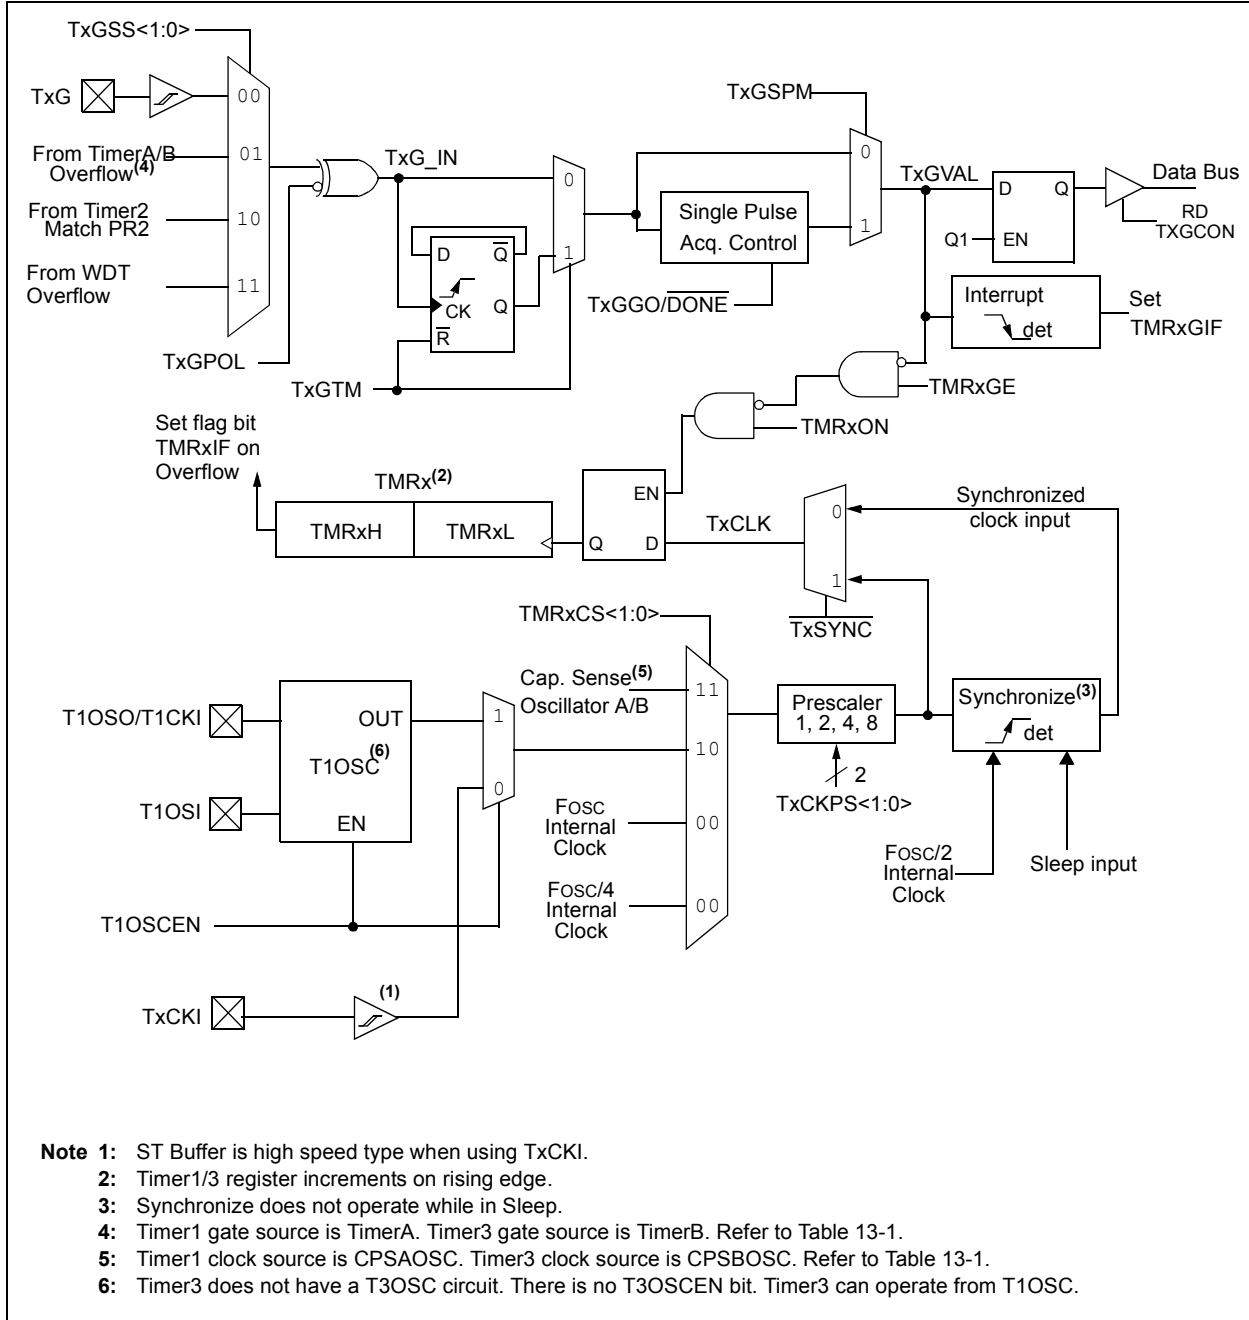 TxGSS<1:0>
TxG
00
From TimerA/B
Overflow(4)
01
From Timer2
Match PR2
10
From WDT
Overflow
11
TxGPOL
TxG_IN
0
1
D
Q
CK
Q
R
TxGTM
TxGSPM
0
1
Single Pulse
Acq. Control
TxGGO/DONE
TxGVAL
D
Q
Q1
EN
Data Bus
RD
TXGCON
Interrupt
det
Set
TMRxGIF
TMRxGE
TMRxON
Set flag bit
TMRxIF on
Overflow
TMRx(2)
TMRxH
TMRxL
EN
Q
D
TxCLK
0
1
TxSYNC
Synchronized
clock input
TMRxCS<1:0>
Cap. Sense(5)
Oscillator A/B
11
10
00
00
FOSC
Internal
Clock
FOSC/4
Internal
Clock
Prescaler
1, 2, 4, 8
2
TxCKPS<1:0>
Synchronize(3)
det
FOSC/2
Internal
Clock
Sleep input
T1OSO/T1CKI
T1OSI
OUT
T1OSC(6)
EN
1
0
T1OSCEN
TxCKI
(1)
Note 1: ST Buffer is high speed type when using TxCKI.
2: Timer1/3 register increments on rising edge.
3: Synchronize does not operate while in Sleep.
4: Timer1 gate source is TimerA. Timer3 gate source is TimerB. Refer to Table 13-1.
5: Timer1 clock source is CPSAOSC. Timer3 clock source is CPSBOSC. Refer to Table 13-1.
6: Timer3 does not have a T3OSC circuit. There is no T3OSCEN bit. Timer3 can operate from T1OSC.